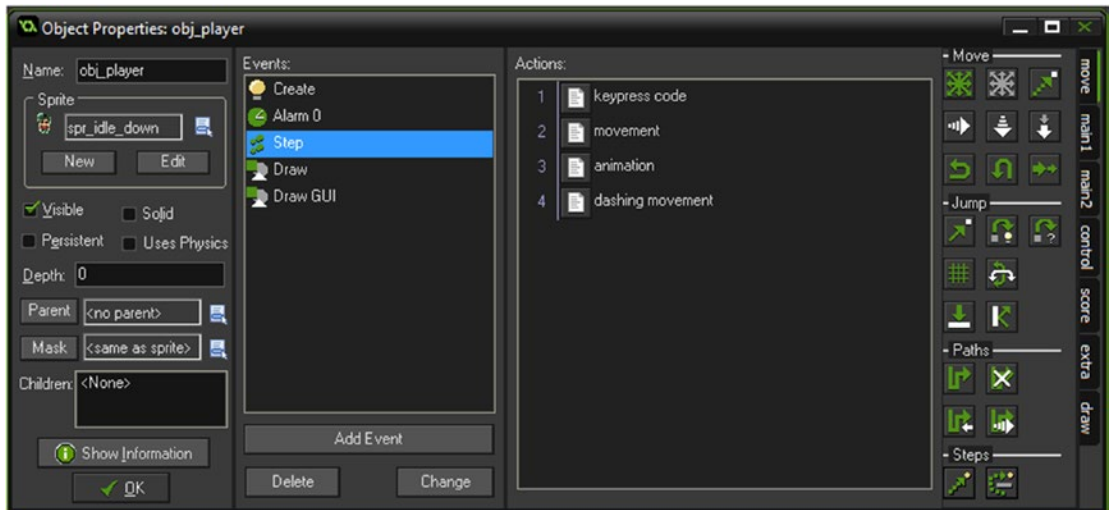 Object Properties: obj_player
Name: obj_player
Sprite
spr_idle_down
New Edit
Visible Solid
Persistent Uses Physics
Depth: 0
Parent <no parent>
Mask <same as sprite>
Children: <None>
Show Information
OK
Events:
Create
Alarm 0
Step
Draw
Draw GUI
Add Event
Delete Change
Actions:
1 keypress code
2 movement
3 animation
4 dashing movement
Move
Jump
Paths
Steps
move
main1
main2
control
score
extra
draw